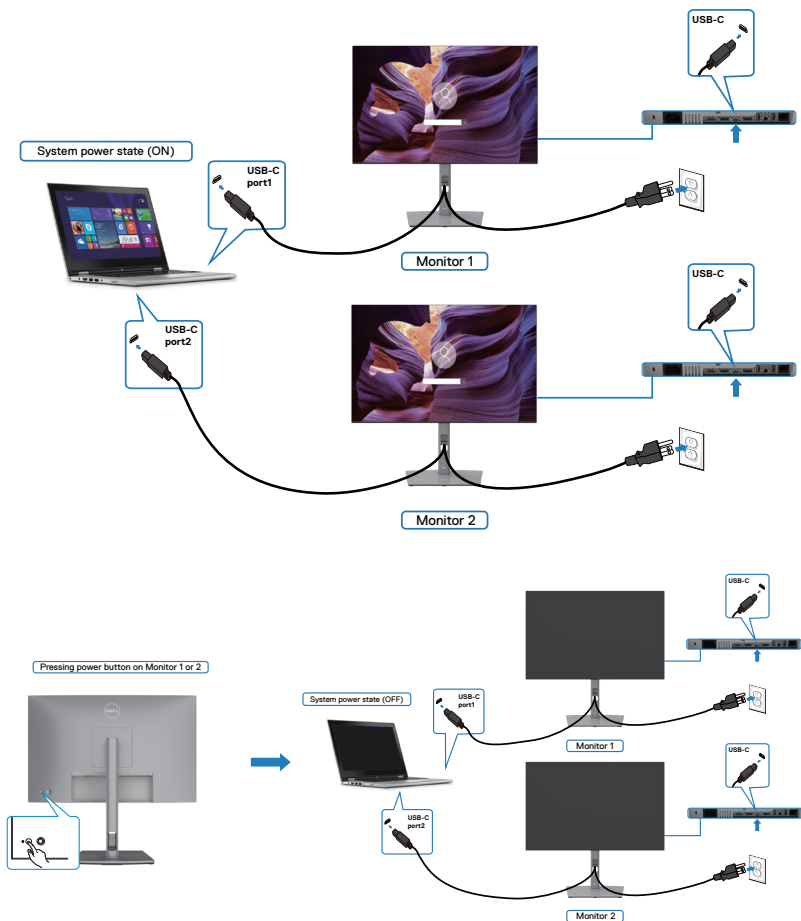 USB-C
System power state (ON)
USB-C
port1
Monitor 1
USB-C
USB-C
port2
Monitor 2
USB-C
Pressing power button on Monitor 1 or 2
System power state (OFF)
USB-C
port1
Monitor 1
DELL
USB-C
USB-C
port2
Monitor 2